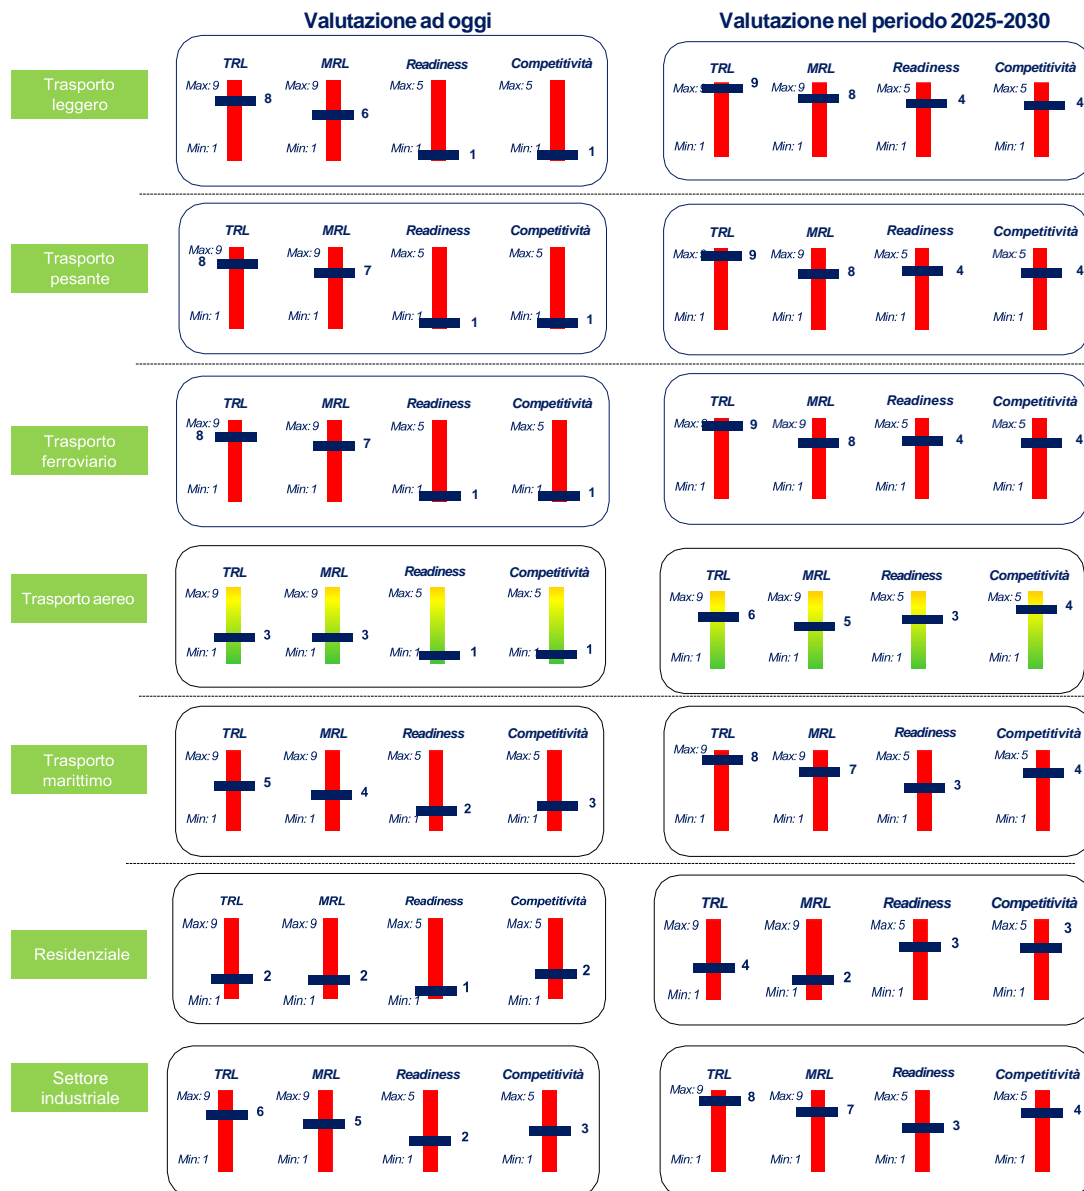 Valutazione ad oggi
Valutazione nel periodo 2025-2030
Trasporto
leggero
TRL
MRL
Readiness
Competitività
Max: 9
Max: 9
Max: 5
Max: 5
8
6
1
1
Min: 1
Min: 1
Min: 1
Min: 1
TRL
MRL
Readiness
Competitività
Max: 9
Max: 9
Max: 5
Max: 5
9
8
4
4
Min: 1
Min: 1
Min: 1
Min: 1
Trasporto
pesante
TRL
MRL
Readiness
Competitività
Max: 9
Max: 9
Max: 5
Max: 5
8
7
1
1
Min: 1
Min: 1
Min: 1
Min: 1
TRL
MRL
Readiness
Competitività
Max: 9
Max: 9
Max: 5
Max: 5
9
8
4
4
Min: 1
Min: 1
Min: 1
Min: 1
Trasporto
ferroviario
TRL
MRL
Readiness
Competitività
Max: 9
Max: 9
Max: 5
Max: 5
8
7
1
1
Min: 1
Min: 1
Min: 1
Min: 1
TRL
MRL
Readiness
Competitività
Max: 9
Max: 9
Max: 5
Max: 5
9
8
4
4
Min: 1
Min: 1
Min: 1
Min: 1
Trasporto aereo
TRL
MRL
Readiness
Competitività
Max: 9
Max: 9
Max: 5
Max: 5
3
3
1
1
Min: 1
Min: 1
Min: 1
Min: 1
TRL
MRL
Readiness
Competitività
Max: 9
Max: 9
Max: 5
Max: 5
6
5
3
4
Min: 1
Min: 1
Min: 1
Min: 1
Trasporto
marittimo
TRL
MRL
Readiness
Competitività
Max: 9
Max: 9
Max: 5
Max: 5
5
4
2
3
Min: 1
Min: 1
Min: 1
Min: 1
TRL
MRL
Readiness
Competitività
Max: 9
Max: 9
Max: 5
Max: 5
8
7
3
4
Min: 1
Min: 1
Min: 1
Min: 1
Residenziale
TRL
MRL
Readiness
Competitività
Max: 9
Max: 9
Max: 5
Max: 5
2
2
1
2
Min: 1
Min: 1
Min: 1
Min: 1
TRL
MRL
Readiness
Competitività
Max: 9
Max: 9
Max: 5
Max: 5
4
2
3
3
Min: 1
Min: 1
Min: 1
Min: 1
Settore
industriale
TRL
MRL
Readiness
Competitività
Max: 9
Max: 9
Max: 5
Max: 5
6
5
2
3
Min: 1
Min: 1
Min: 1
Min: 1
TRL
MRL
Readiness
Competitività
Max: 9
Max: 9
Max: 5
Max: 5
8
7
3
4
Min: 1
Min: 1
Min: 1
Min: 1